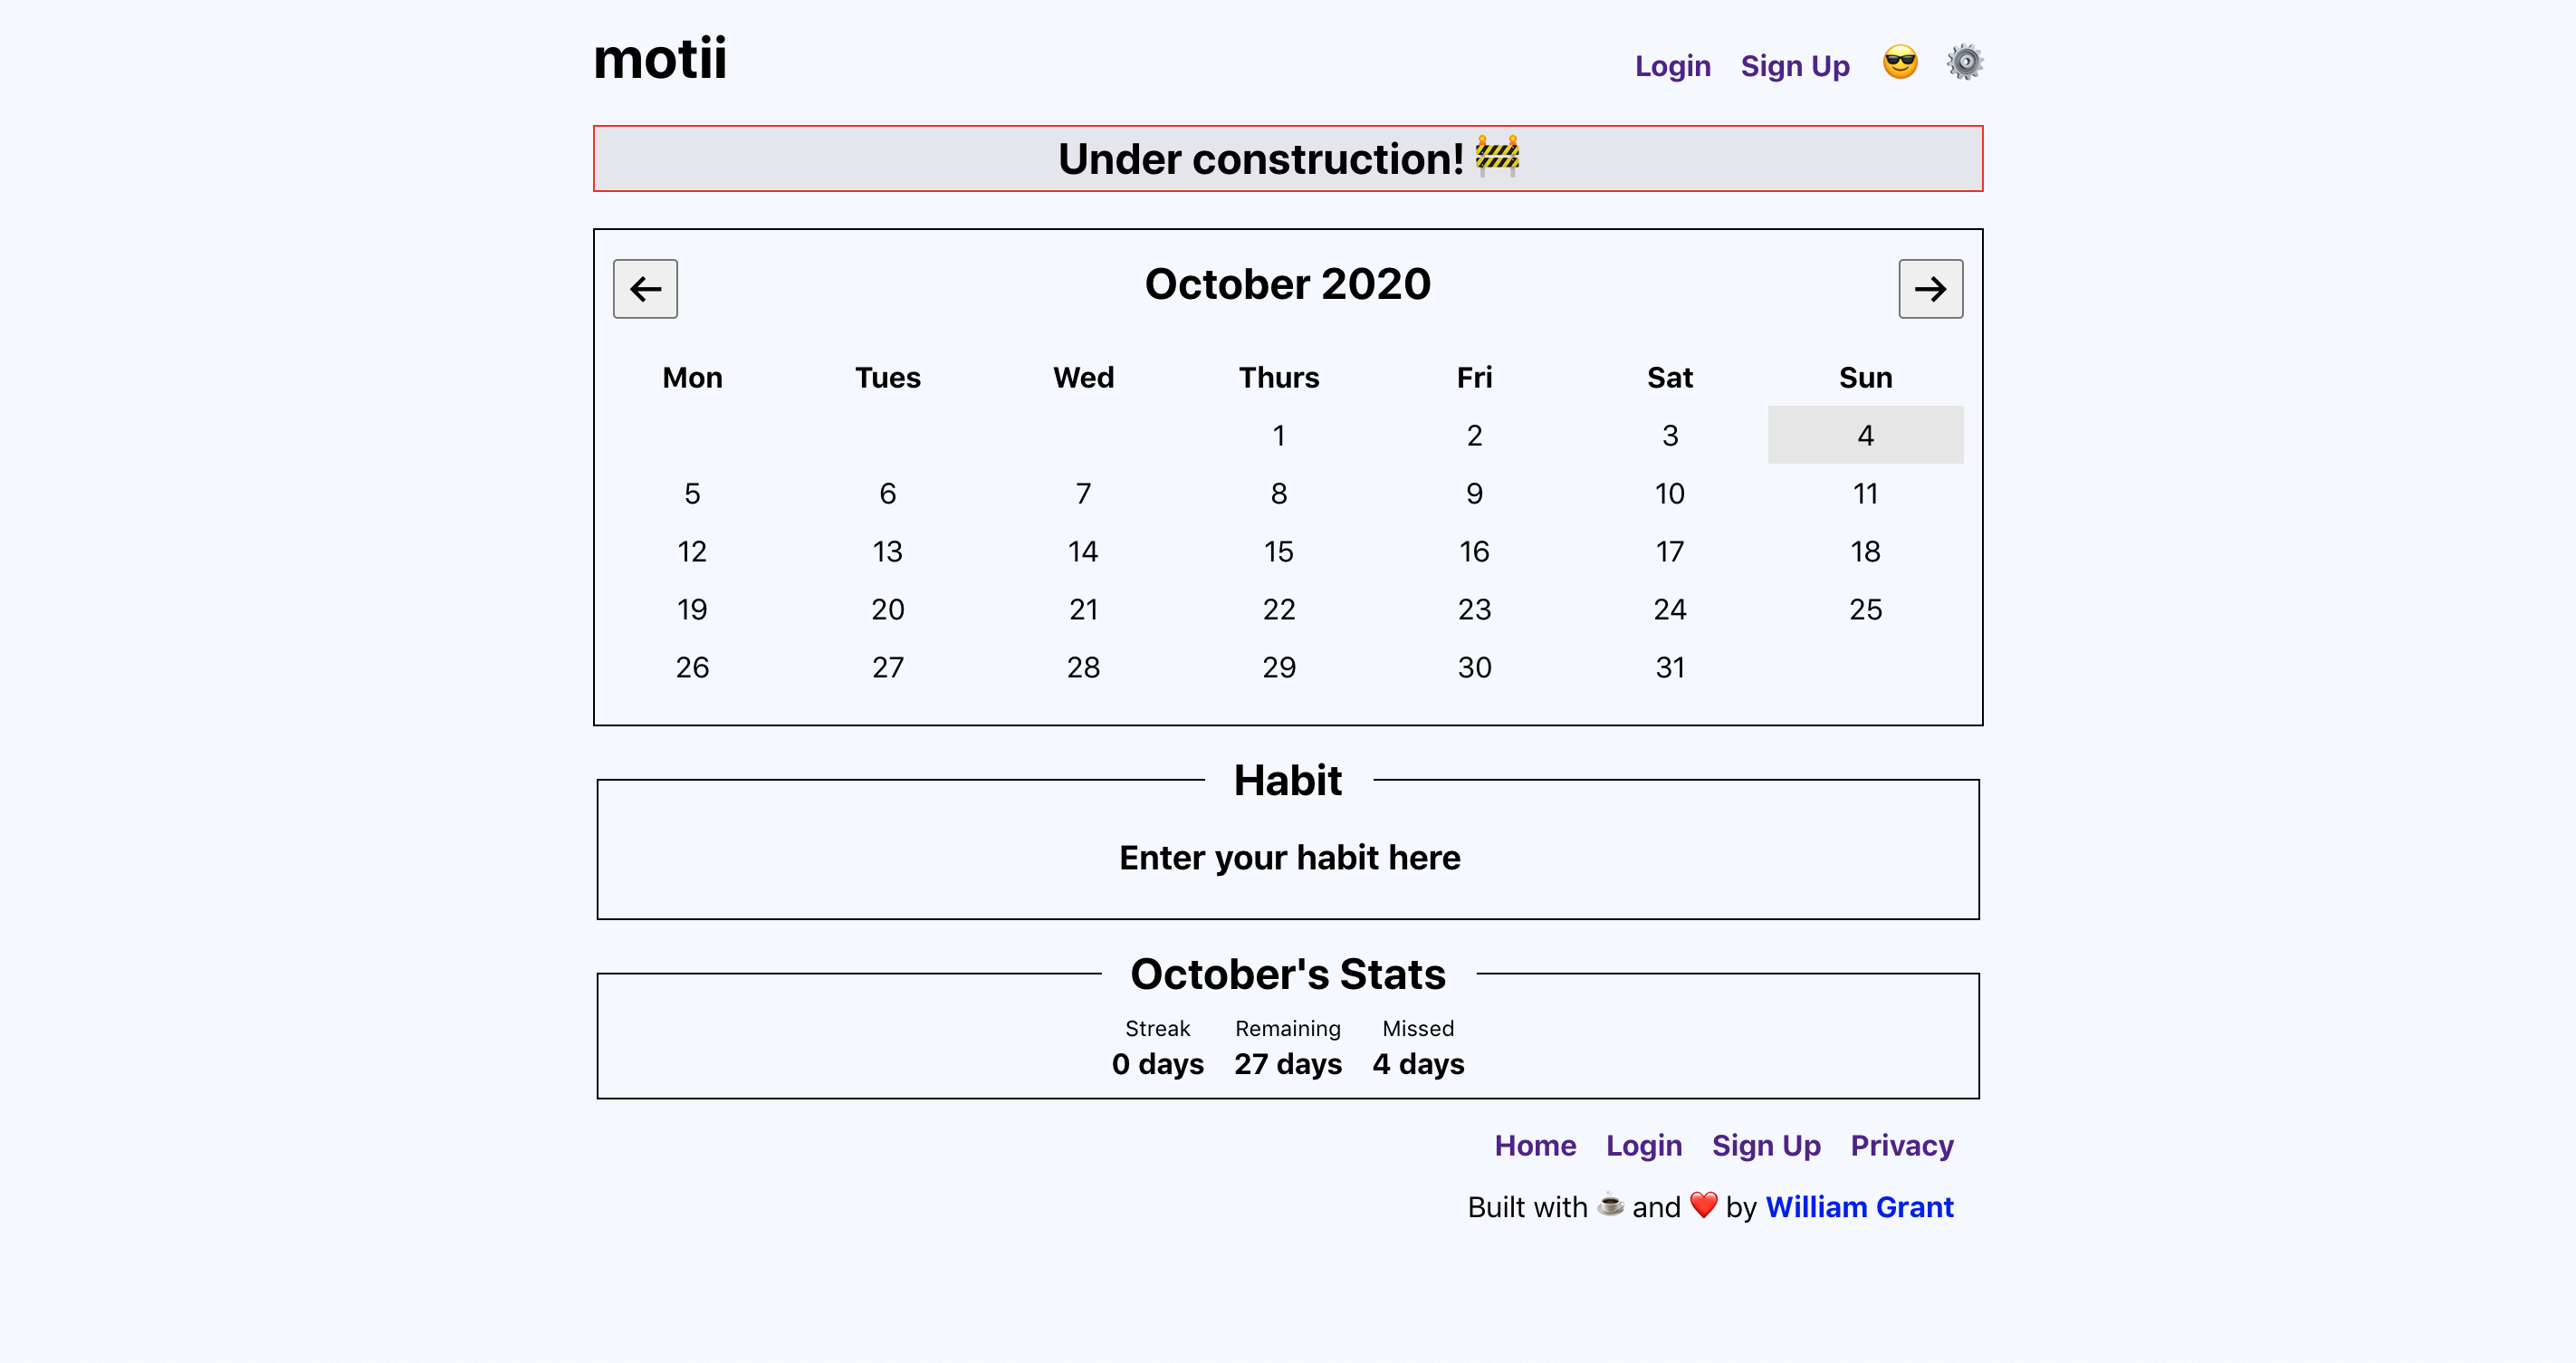 motii
Login Sign Up 😎 ⚙️
Under construction! 🚧
← October 2020 →
Mon Tues Wed Thurs Fri Sat Sun
1 2 3 4
5 6 7 8 9 10 11
12 13 14 15 16 17 18
19 20 21 22 23 24 25
26 27 28 29 30 31
Habit
Enter your habit here
October's Stats
Streak Remaining Missed
0 days 27 days 4 days
Home Login Sign Up Privacy
Built with ☕ and ❤️ by William Grant